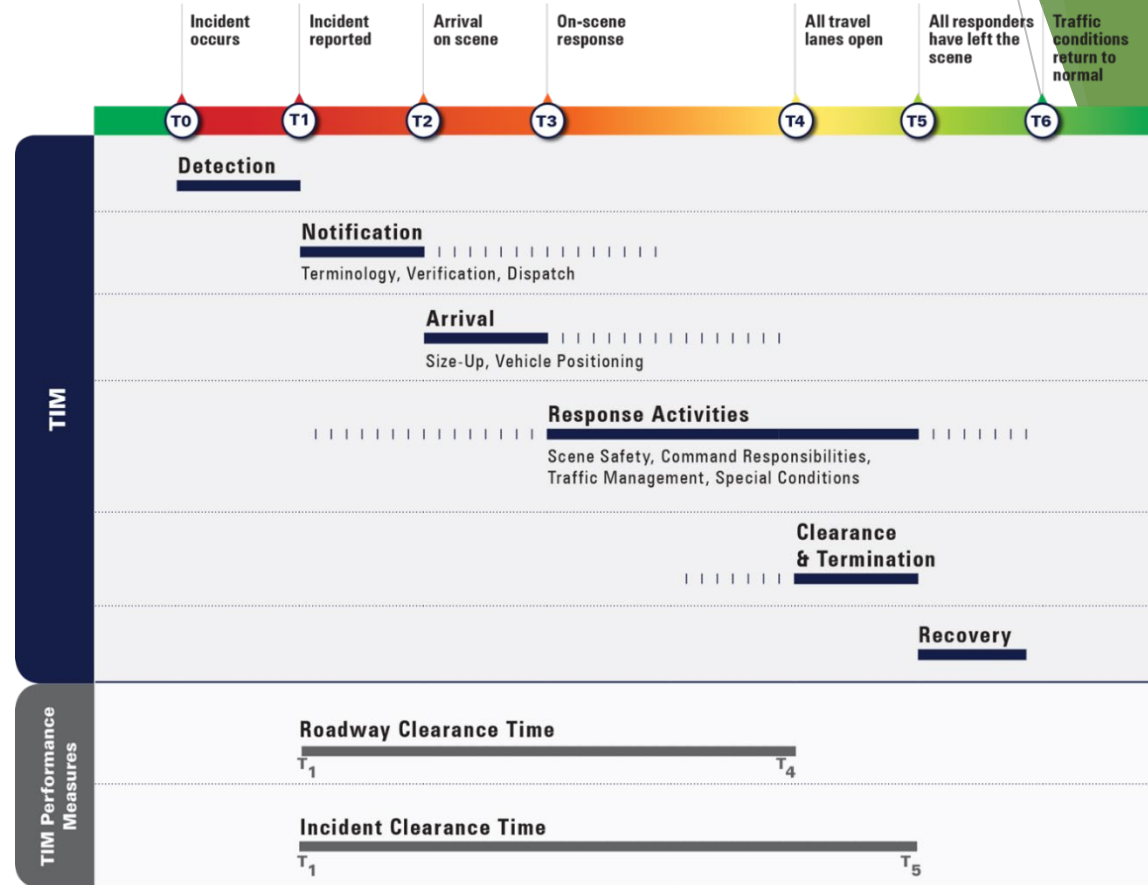 Incident
occurs
Incident
reported
Arrival
on scene
On-scene
response
All travel
lanes open
All responders
have left the
scene
Traffic
conditions
return to
normal
T0
T1
T2
T3
T4
T5
T6
TIM
Detection
Notification
Terminology, Verification, Dispatch
Arrival
Size-Up, Vehicle Positioning
Response Activities
Scene Safety, Command Responsibilities,
Traffic Management, Special Conditions
Clearance
& Termination
Recovery
TIM Performance
Measures
Roadway Clearance Time
T1 T4
Incident Clearance Time
T1 T5